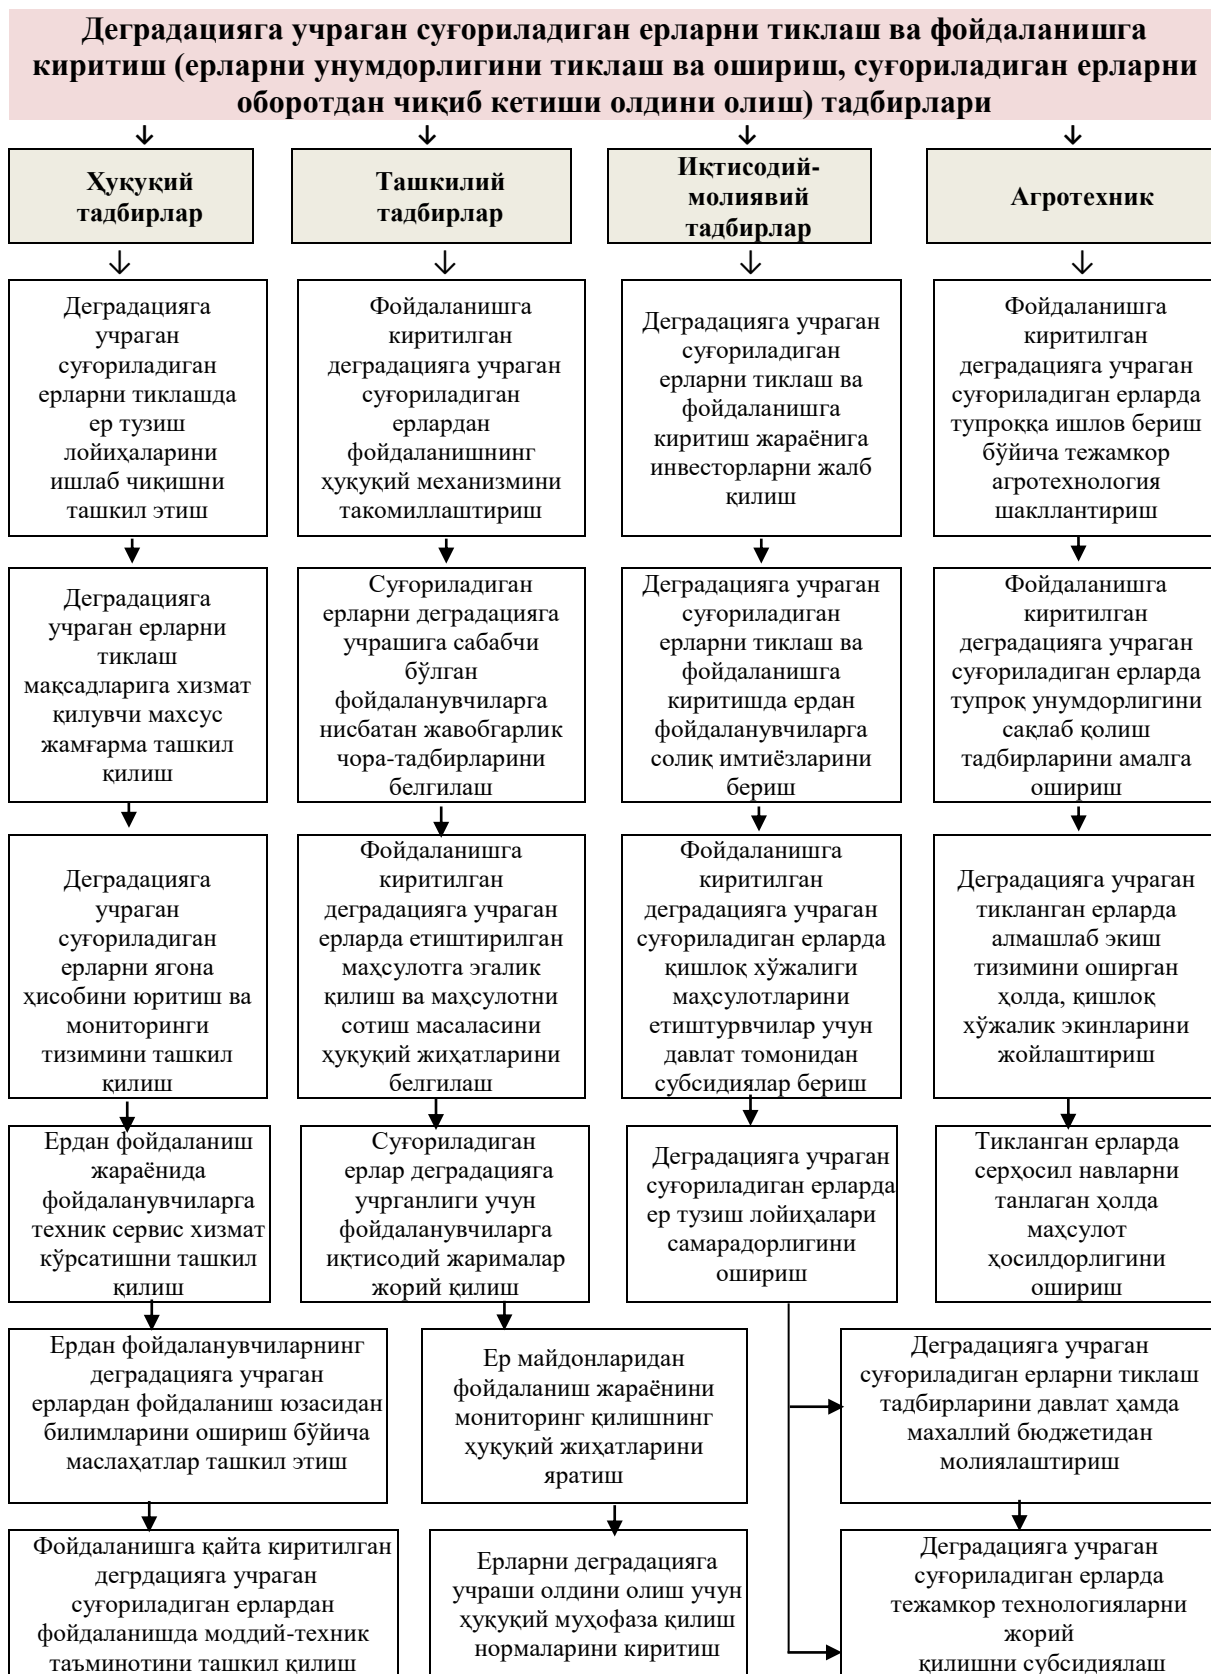 Деградацияга учраган суғориладиган ерларни тиклаш ва фойдаланишга
киритиш (ерларни унумдорлигини тиклаш ва ошириш, суғориладиган ерларни
оборотдан чиқиб кетиши олдини олиш) тадбирлари
Ҳуқуқий
тадбирлар
Ташкилий
тадбирлар
Иқтисодий-
молиявий
тадбирлар
Агротехник
Деградацияга
учраган
суғориладиган
ерларни тиклашда
ер тузиш
лойиҳаларини
ишлаб чиқишни
ташкил этиш
Фойдаланишга
киритилган
деградацияга учраган
суғориладиган
ерлардан
фойдаланишнинг
ҳуқуқий механизмини
такомиллаштириш
Деградацияга учраган
суғориладиган
ерларни тиклаш ва
фойдаланишга
киритиш жараёнига
инвесторларни жалб
қилиш
Фойдаланишга
киритилган
деградацияга учраган
суғориладиган ерларда
тупроққа ишлов бериш
бўйича тежамкор
агротехнология
шакллантириш
Деградацияга
учраган ерларни
тиклаш
мақсадларига хизмат
қилувчи махсус
жамғарма ташкил
қилиш
Суғориладиган
ерларни деградацияга
учрашига сабабчи
бўлган
фойдаланувчиларга
нисбатан жавобгарлик
чора-тадбирларини
белгилаш
Деградацияга учраган
суғориладиган
ерларни тиклаш ва
фойдаланишга
киритишда ердан
фойдаланувчиларга
солиқ имтиёзларини
бериш
Фойдаланишга
киритилган
деградацияга учраган
суғориладиган ерларда
тупроқ унумдорлигини
сақлаб қолиш
тадбирларни амалга
ошириш
Деградацияга
учраган
суғориладиган
ерларни ягона
ҳисобини юритиш ва
мониторинги
тизимини ташкил
қилиш
Фойдаланишга
киритилган
деградацияга учраган
ерларда етиштирилган
маҳсулотга эгалик
қилиш ва маҳсулотни
сотиш масаласини
ҳуқуқий жиҳатларини
белгилаш
Фойдаланишга
киритилган
деградацияга учраган
суғориладиган ерларда
қишлоқ хўжалиги
маҳсулотларини
етиштурвчилар учун
давлат томонидан
субсидиялар бериш
Деградацияга учраган
тикланган ерларда
алмашлаб экиш
тизимини оширган
ҳолда, қишлоқ
хўжалик экинларини
жойлаштириш
Ердан фойдаланиш
жараёнида
фойдаланувчиларга
техник сервис хизмат
кўрсатишни ташкил
қилиш
Суғориладиган
ерлар деградацияга
учрганлиги учун
фойдаланувчиларга
иқтисодий жарималар
жорий қилиш
Деградацияга учраган
суғориладиган ерларда
ер тузиш лойиҳалари
самарадорлигини
ошириш
Тикланган ерларда
серҳосил навларни
танлаган ҳолда
маҳсулот
ҳосилдорлигини
ошириш
Ердан фойдаланувчиларнинг
деградацияга учраган
ерлардан фойдаланиш юзасидан
билимларини ошириш бўйича
маслаҳатлар ташкил этиш
Ер майдонларидан
фойдаланиш жараёнини
мониторинг қилишнинг
ҳуқуқий жиҳатларини
яратиш
Деградацияга учраган
суғориладиган ерларни тиклаш
тадбирларини давлат ҳамда
махаллий бюджетидан
молиялаштириш
Фойдаланишга қайта киритилган
дегрдацияга учраган
суғориладиган ерлардан
фойдаланишда моддий-техник
таъминотини ташкил қилиш
Ерларни деградацияга
учраши олдини олиш учун
ҳуқуқий муҳофаза қилиш
нормаларини киритиш
Деградацияга учраган
суғориладиган ерларда
тежамкор технологияларни
жорий
қилишни субсидиялаш